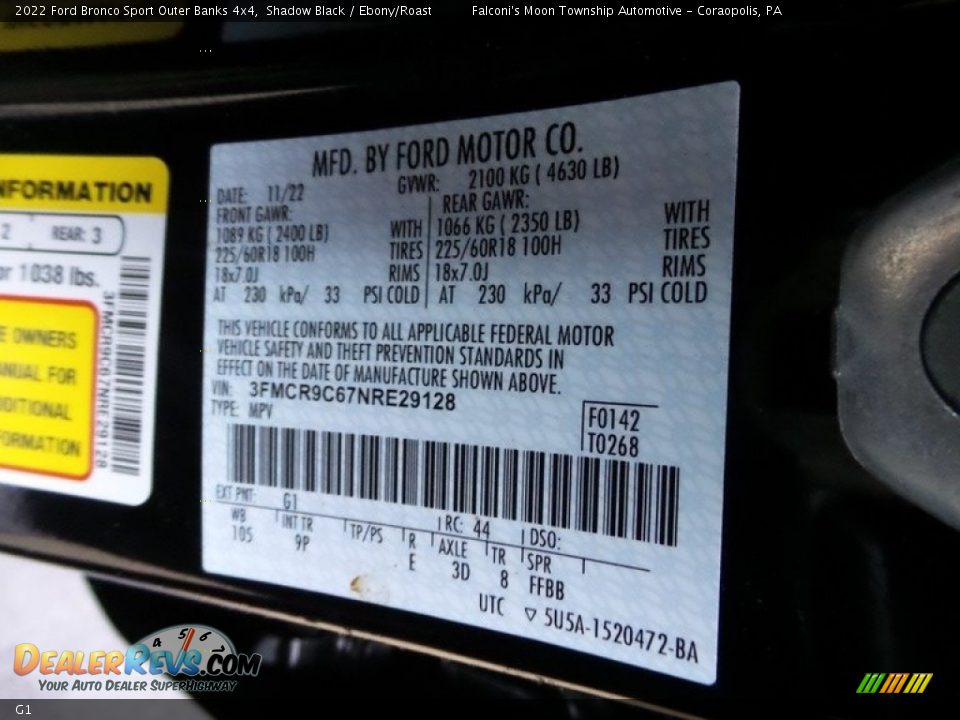 2022 Ford Bronco Sport Outer Banks 4x4, Shadow Black / Ebony/Roast Falconi's Moon Township Automotive - Coraopolis, PA
NFORMATION
2 REAR: 3
or 1038 lbs.
E OWNERS
ANUAL FOR
DITIONAL
FORMATION
3FMCR9C67NRE29128
MFD. BY FORD MOTOR CO.
DATE: 11/22 GVWR: 2100 KG ( 4630 LB)
FRONT GAWR: REAR GAWR:
1089 KG ( 2400 LB) WITH 1066 KG ( 2350 LB) WITH
225/60R18 100H TIRES 225/60R18 100H TIRES
18x7.0J RIMS 18x7.0J RIMS
AT 230 kPa/ 33 PSI COLD AT 230 kPa/ 33 PSI COLD
THIS VEHICLE CONFORMS TO ALL APPLICABLE FEDERAL MOTOR
VEHICLE SAFETY AND THEFT PREVENTION STANDARDS IN
EFFECT ON THE DATE OF MANUFACTURE SHOWN ABOVE.
VIN: 3FMCR9C67NRE29128
TYPE: MPV
F0142
T0268
EXT PNT: G1 RC: 44 DSO:
WB INT TR TP/PS R AXLE TR SPR
105 9P E 3D 8 FFBB
UTC ▽ 5U5A-1520472-BA
4 5 6
DEALERREVS.COM
YOUR AUTO DEALER SUPERHIGHWAY
G1